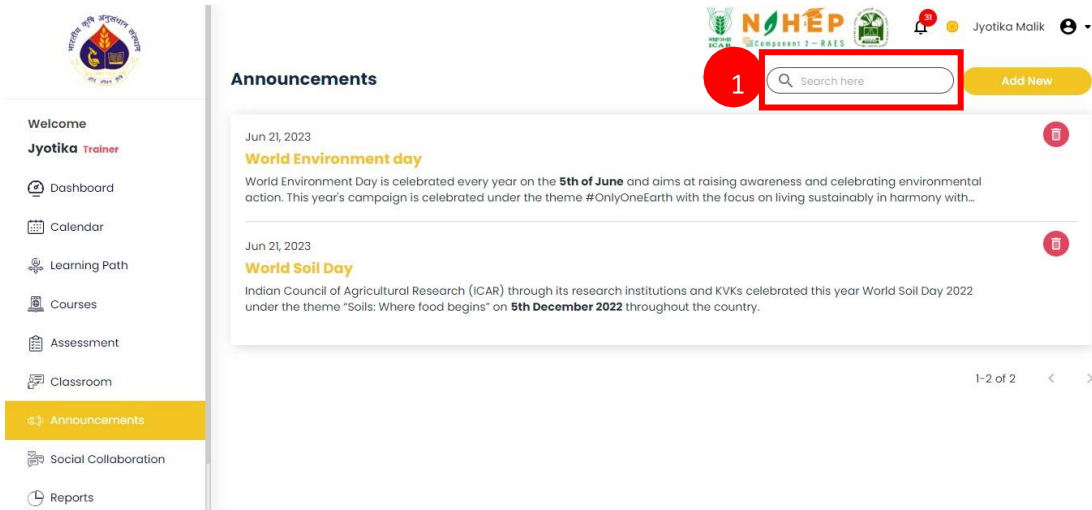 भारतीय कृषि अनुसंधान संस्थान
भाकृअनुप
ICAR
NAHEP
Component 2 – RAES
31
Jyotika Malik
Announcements
1
Search here
Add New
Welcome
Jyotika Trainer
Dashboard
Calendar
Learning Path
Courses
Assessment
Classroom
Announcements
Social Collaboration
Reports
Jun 21, 2023
World Environment day
World Environment Day is celebrated every year on the 5th of June and aims at raising awareness and celebrating environmental
action. This year's campaign is celebrated under the theme #OnlyOneEarth with the focus on living sustainably in harmony with…
Jun 21, 2023
World Soil Day
Indian Council of Agricultural Research (ICAR) through its research institutions and KVKs celebrated this year World Soil Day 2022
under the theme “Soils: Where food begins” on 5th December 2022 throughout the country.
1-2 of 2